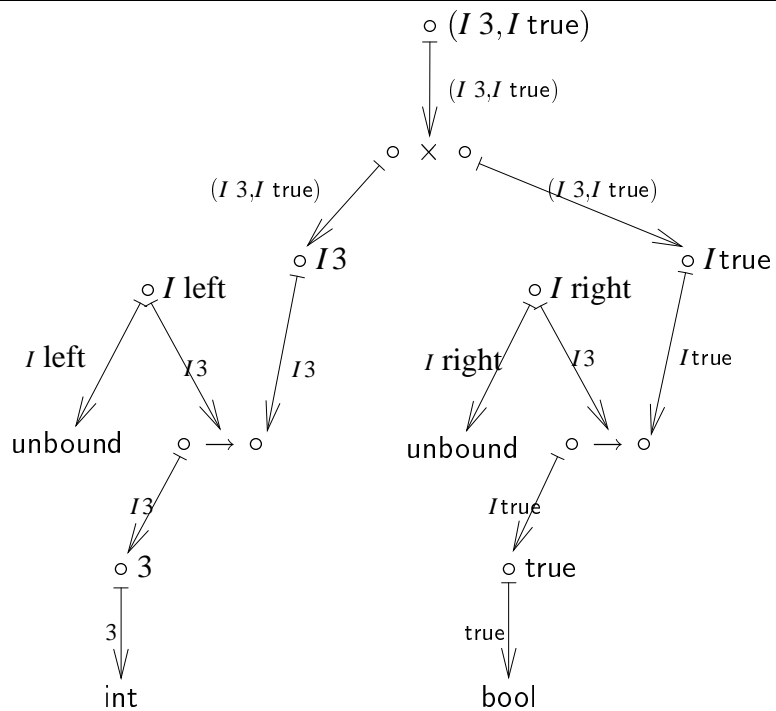 (I 3, I true)
(I 3,I true)
×
(I 3,I true) (I 3,I true)
I 3 I true
I left I right
I left I 3 I 3 I right I 3 I true
unbound → unbound →
I 3 I true
3 true
3 true
int bool